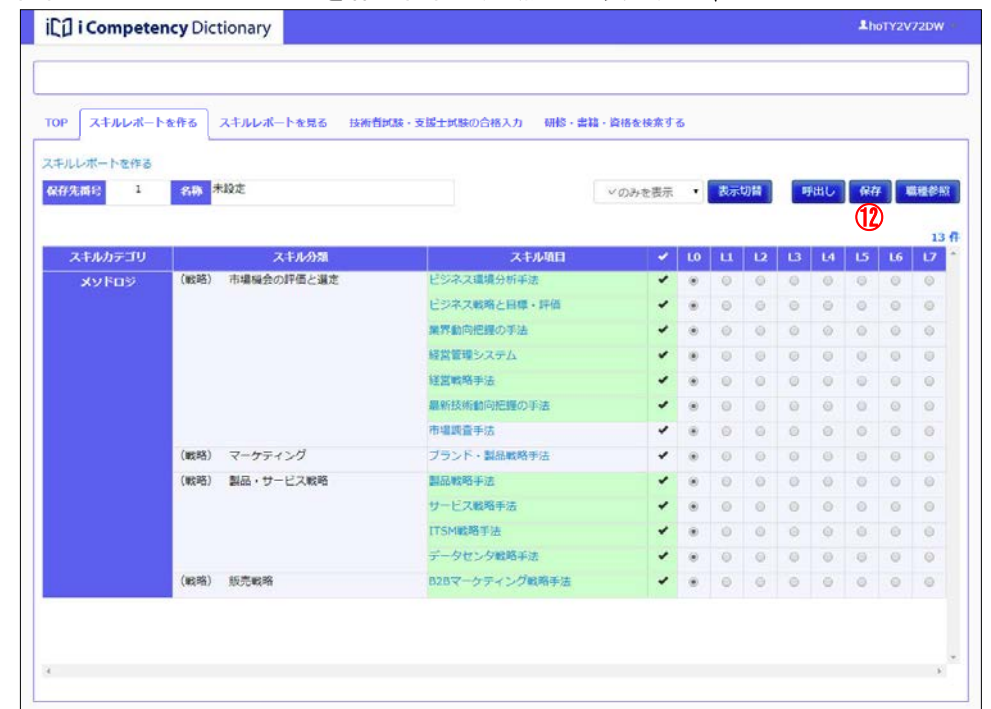 i Competency Dictionary
hoTY2V72DW
TOP スキルレポートを作る スキルレポートを見る 技術者試験・支援士試験の合格入力 研修・書籍・資格を検索する
スキルレポートを作る
保存先番号 1 名称 未設定 ✓のみを表示 表示切替 呼出し 保存 職種参照
⑫
13 件
スキルカテゴリ スキル分類 スキル項目 ✓ L0 L1 L2 L3 L4 L5 L6 L7
メソドロジ (戦略) 市場機会の評価と選定 ビジネス環境分析手法
ビジネス戦略と目標・評価
業界動向把握の手法
経営管理システム
経営戦略手法
最新技術動向把握の手法
市場調査手法
(戦略) マーケティング ブランド・製品戦略手法
(戦略) 製品・サービス戦略 製品戦略手法
サービス戦略手法
ITSM戦略手法
データセンタ戦略手法
(戦略) 販売戦略 B2Bマーケティング戦略手法